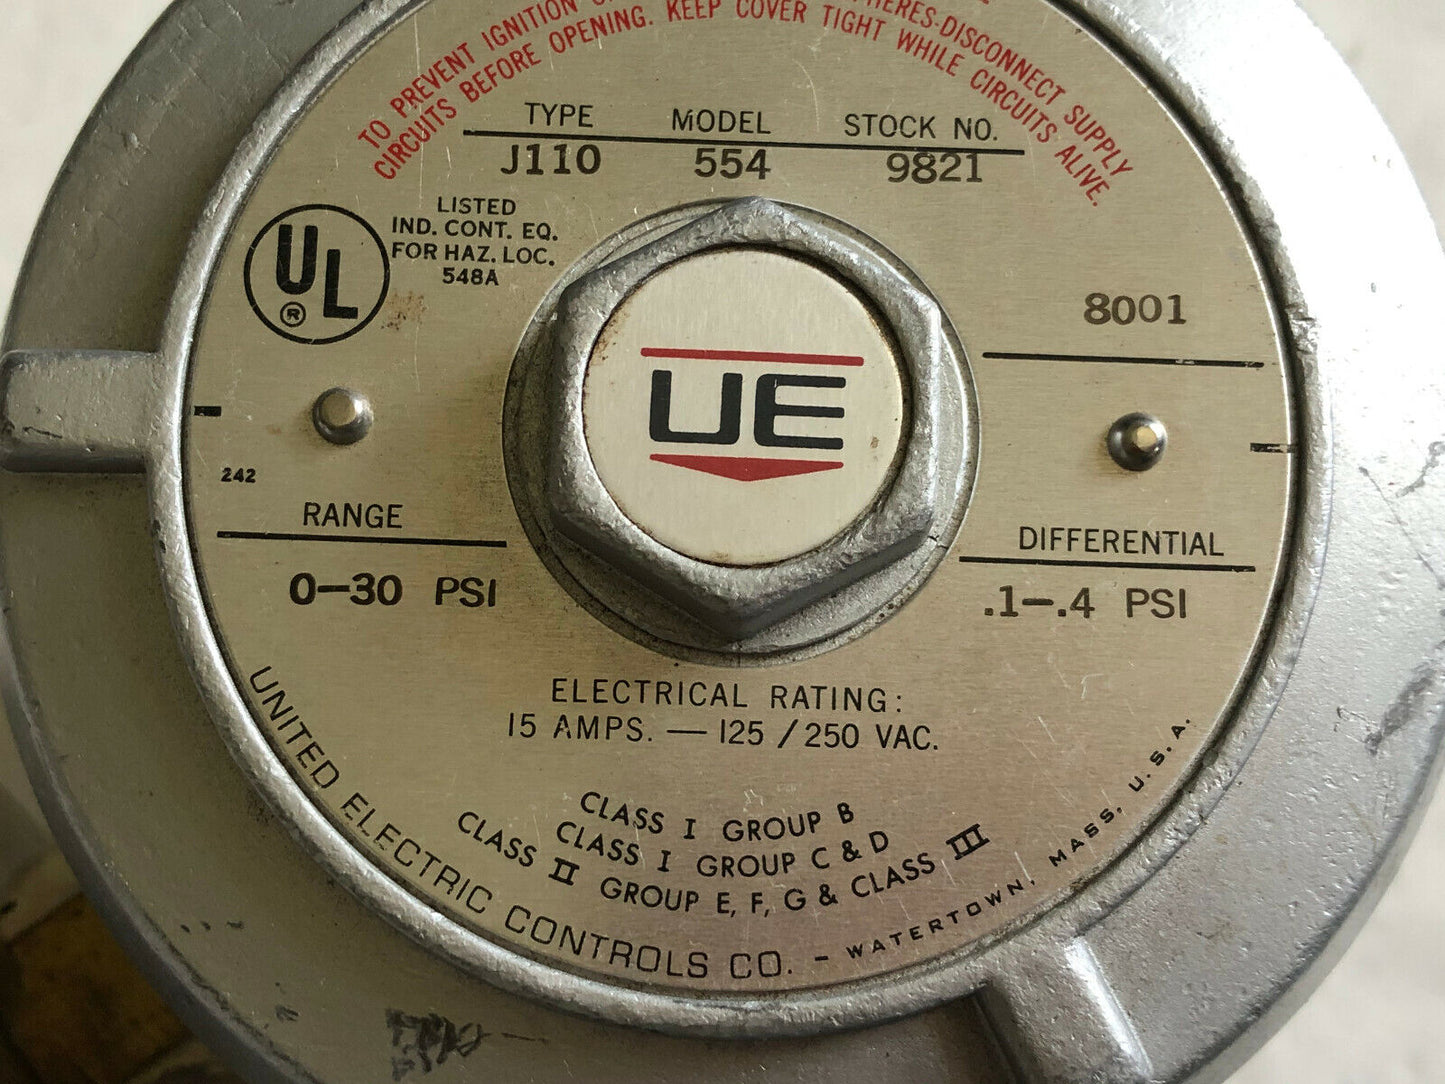 TO PREVENT IGNITION DISCONNECT SUPPLY
CIRCUITS BEFORE OPENING. KEEP COVER TIGHT WHILE CIRCUITS ALIVE.
TYPE MODEL STOCK NO.
J110 554 9821
UL
®
LISTED
IND. CONT. EQ.
FOR HAZ. LOC.
548A
8001
UE
242
RANGE
0-30 PSI
DIFFERENTIAL
.1-.4 PSI
ELECTRICAL RATING:
15 AMPS. — 125/250 VAC.
CLASS I GROUP B
CLASS I GROUP C & D
CLASS II GROUP E, F, G & CLASS III
UNITED ELECTRIC CONTROLS CO. - WATERTOWN, MASS. U.S.A.